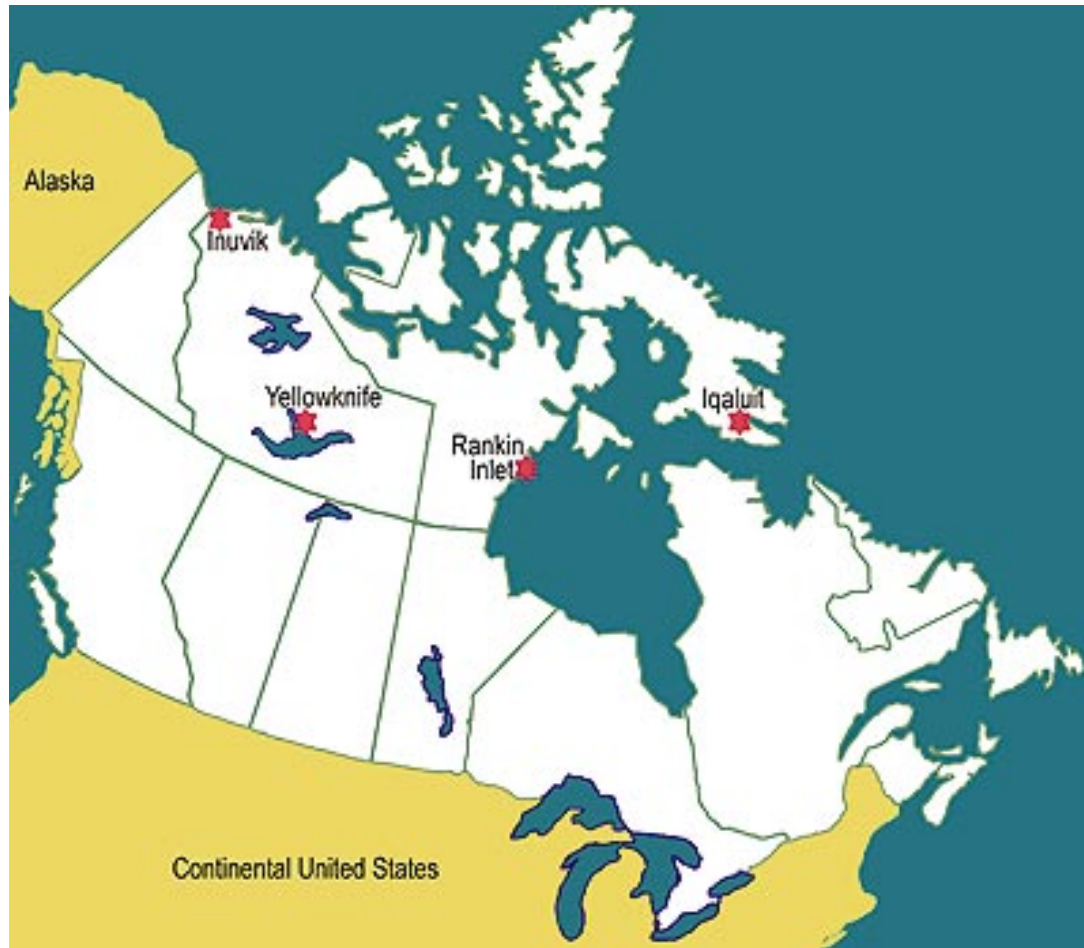 Alaska
Inuvik
Yellowknife
Iqaluit
Rankin
Inlet
Continental United States